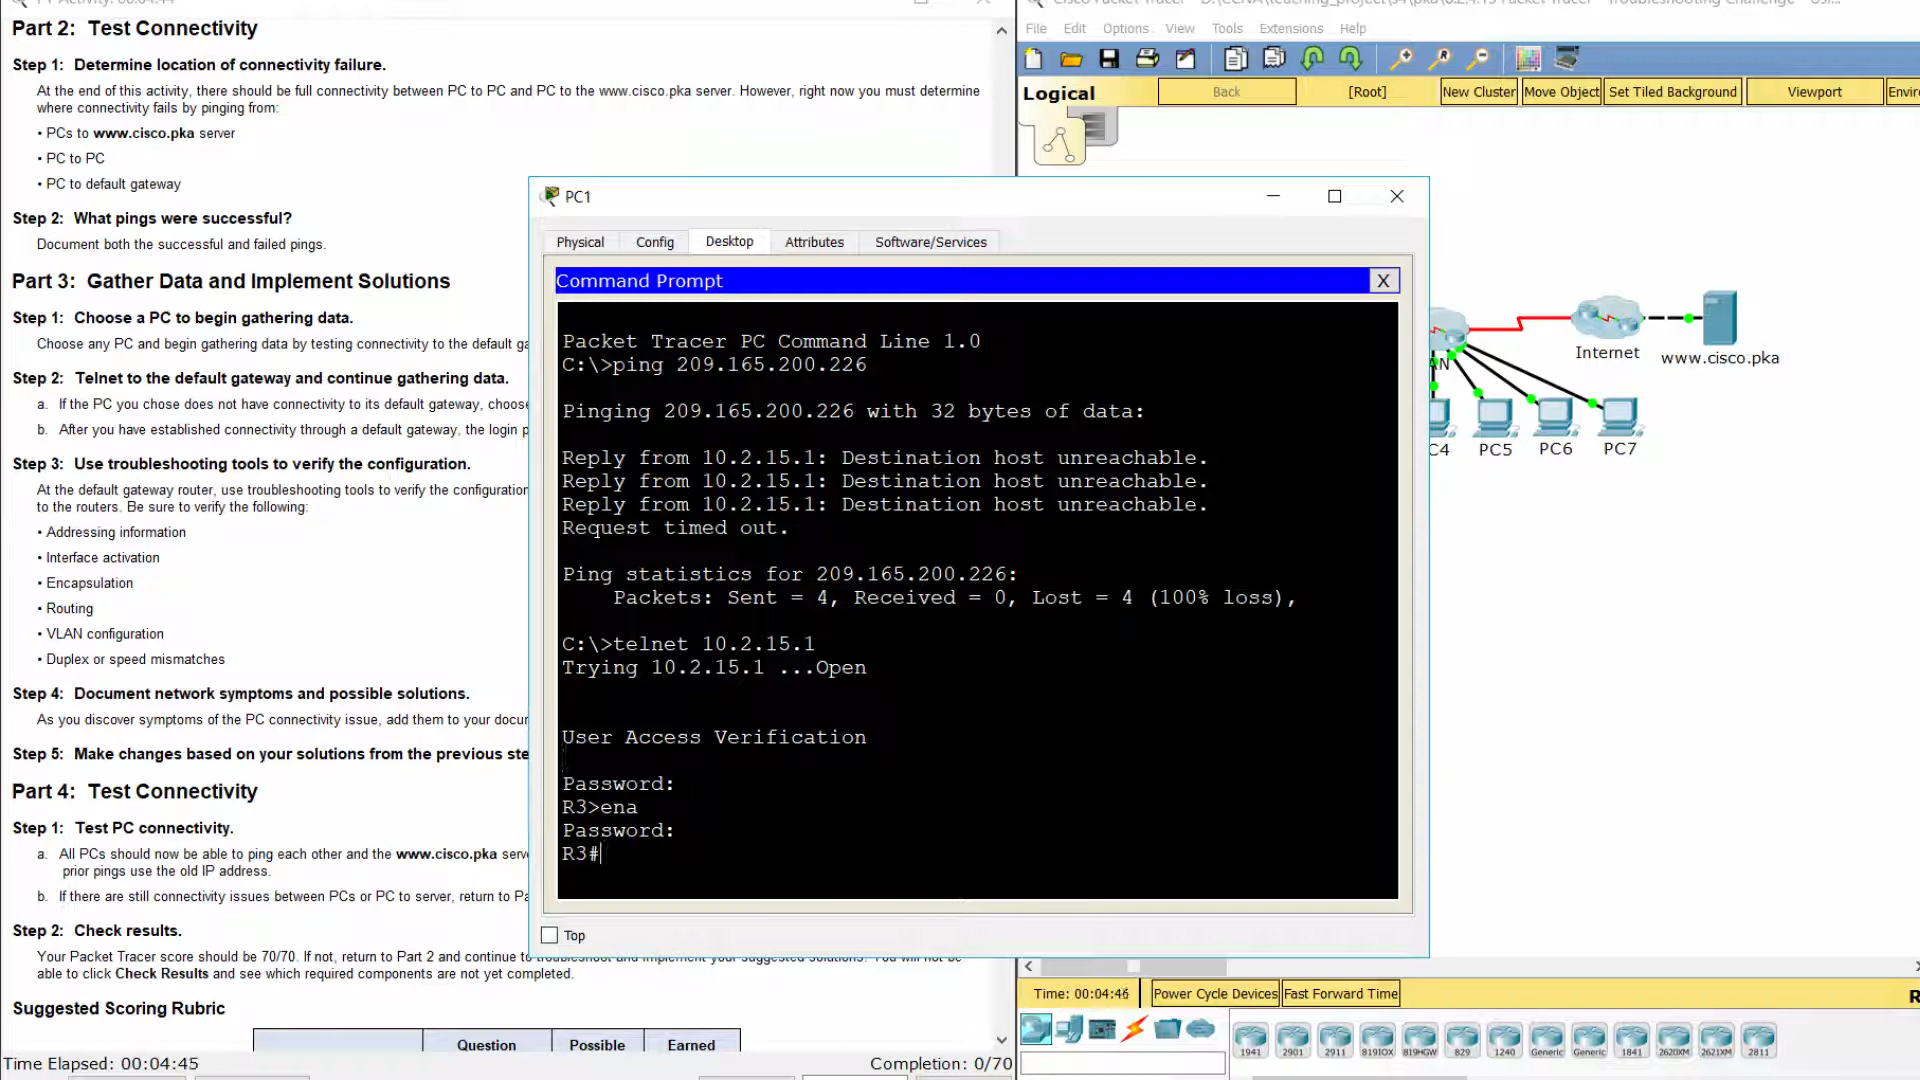 Part 2: Test Connectivity
Step 1: Determine location of connectivity failure.
At the end of this activity, there should be full connectivity between PC to PC and PC to the www.cisco.pka server. However, right now you must determine
where connectivity fails by pinging from:
• PCs to www.cisco.pka server
• PC to PC
• PC to default gateway
Step 2: What pings were successful?
Document both the successful and failed pings.
Part 3: Gather Data and Implement Solutions
Step 1: Choose a PC to begin gathering data.
Choose any PC and begin gathering data by testing connectivity to the default ga
Step 2: Telnet to the default gateway and continue gathering data.
a. If the PC you chose does not have connectivity to its default gateway, choose
b. After you have established connectivity through a default gateway, the login p
Step 3: Use troubleshooting tools to verify the configuration.
At the default gateway router, use troubleshooting tools to verify the configuration
to the routers. Be sure to verify the following:
• Addressing information
• Interface activation
• Encapsulation
• Routing
• VLAN configuration
• Duplex or speed mismatches
Step 4: Document network symptoms and possible solutions.
As you discover symptoms of the PC connectivity issue, add them to your docu
Step 5: Make changes based on your solutions from the previous ste
Part 4: Test Connectivity
Step 1: Test PC connectivity.
a. All PCs should now be able to ping each other and the www.cisco.pka serv
prior pings use the old IP address.
b. If there are still connectivity issues between PCs or PC to server, return to Pa
Step 2: Check results.
Your Packet Tracer score should be 70/70. If not, return to Part 2 and continue to
able to click Check Results and see which required components are not yet completed.
Suggested Scoring Rubric
Question Possible Earned
Time Elapsed: 00:04:45 Completion: 0/70
PC1
Physical Config Desktop Attributes Software/Services
Command Prompt X
Packet Tracer PC Command Line 1.0
C:\>ping 209.165.200.226
Pinging 209.165.200.226 with 32 bytes of data:
Reply from 10.2.15.1: Destination host unreachable.
Reply from 10.2.15.1: Destination host unreachable.
Reply from 10.2.15.1: Destination host unreachable.
Request timed out.
Ping statistics for 209.165.200.226:
Packets: Sent = 4, Received = 0, Lost = 4 (100% loss),
C:\>telnet 10.2.15.1
Trying 10.2.15.1 ...Open
User Access Verification
Password:
R3>ena
Password:
R3#
Top
File Edit Options View Tools Extensions Help
Logical Back [Root] New Cluster Move Object Set Tiled Background Viewport Enviro
Internet www.cisco.pka
C4 PC5 PC6 PC7
Time: 00:04:46 Power Cycle Devices Fast Forward Time R
1941 2901 2911 819IOX 819HGW 829 1240 Generic Generic 1841 2620XM 2621XM 2811